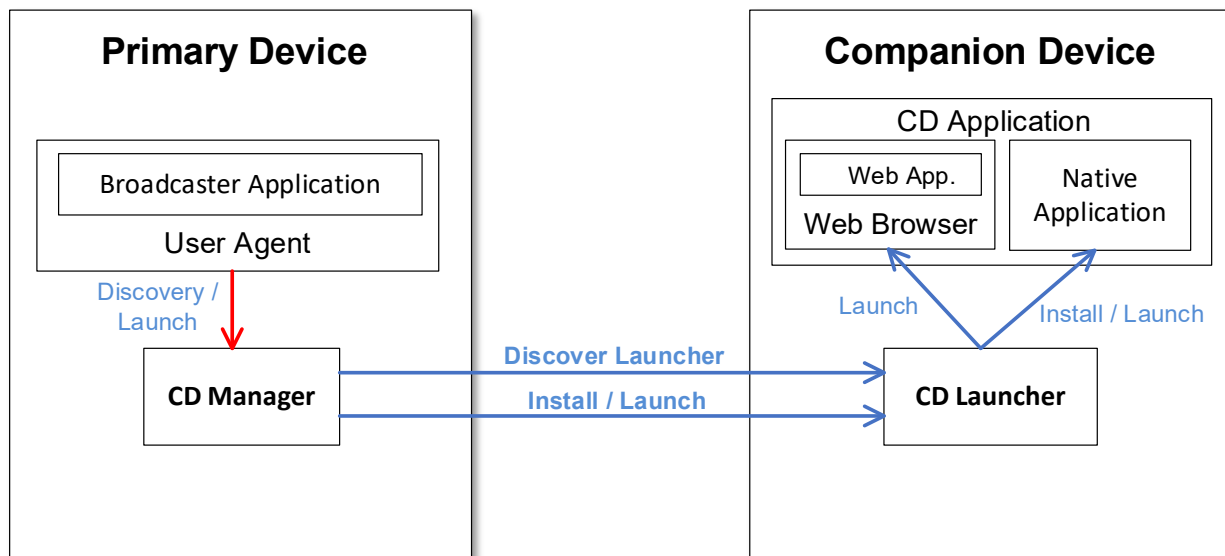 Primary Device
Broadcaster Application
User Agent
Discovery /
Launch
CD Manager
Discover Launcher
Install / Launch
Companion Device
CD Application
Web App.
Web Browser
Native
Application
Launch
Install / Launch
CD Launcher